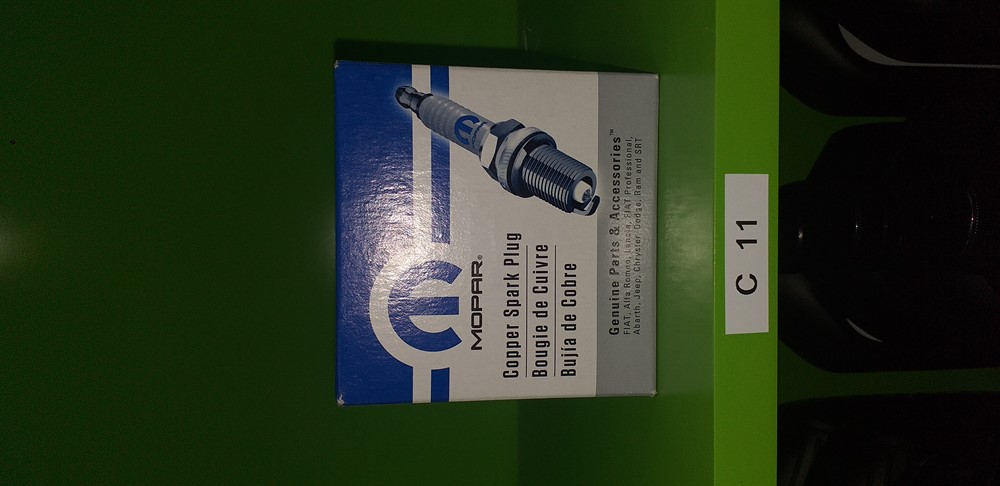 MOPAR®
Copper Spark Plug
Bougie de Cuivre
Bujía de Cobre
Genuine Parts & Accessories™
FIAT, Alfa Romeo, Lancia, FIAT Professional,
Abarth, Jeep, Chrysler, Dodge, Ram and SRT
C 11